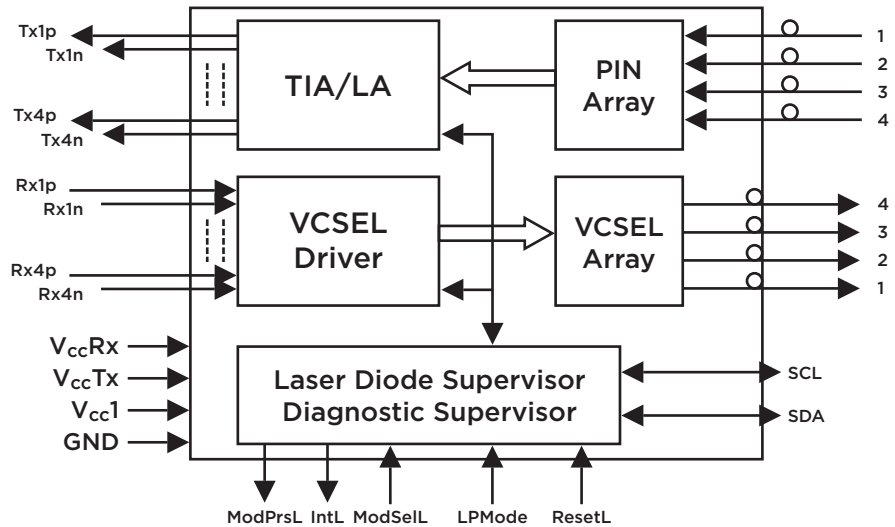 Tx1p
Tx1n
Tx4p
Tx4n
TIA/LA
PIN
Array
1
2
3
4
Rx1p
Rx1n
Rx4p
Rx4n
VCSEL
Driver
VCSEL
Array
4
3
2
1
VccRx
VccTx
Vcc1
GND
Laser Diode Supervisor
Diagnostic Supervisor
SCL
SDA
ModPrsL IntL ModSelL LPMode ResetL